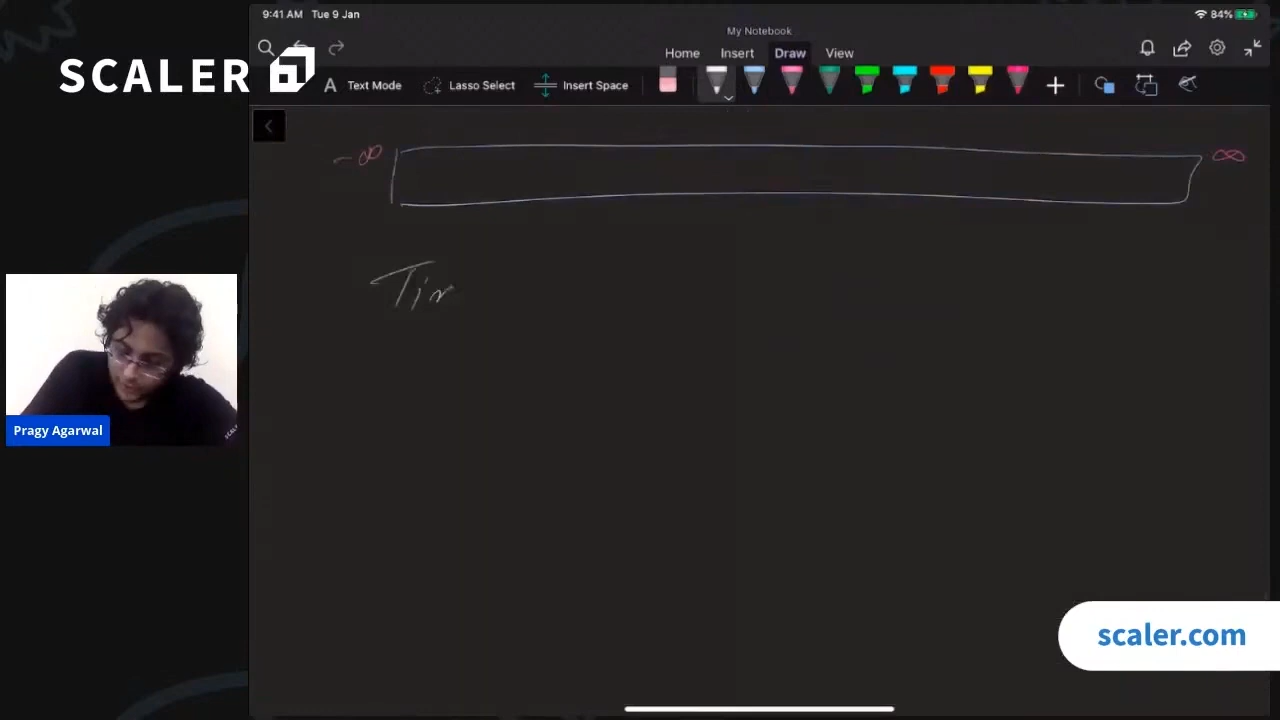 9:41 AM Tue 9 Jan
84%
My Notebook
Home Insert Draw View
SCALER
A Text Mode Lasso Select Insert Space
-∞ ∞
Tim
Pragy Agarwal
scaler.com